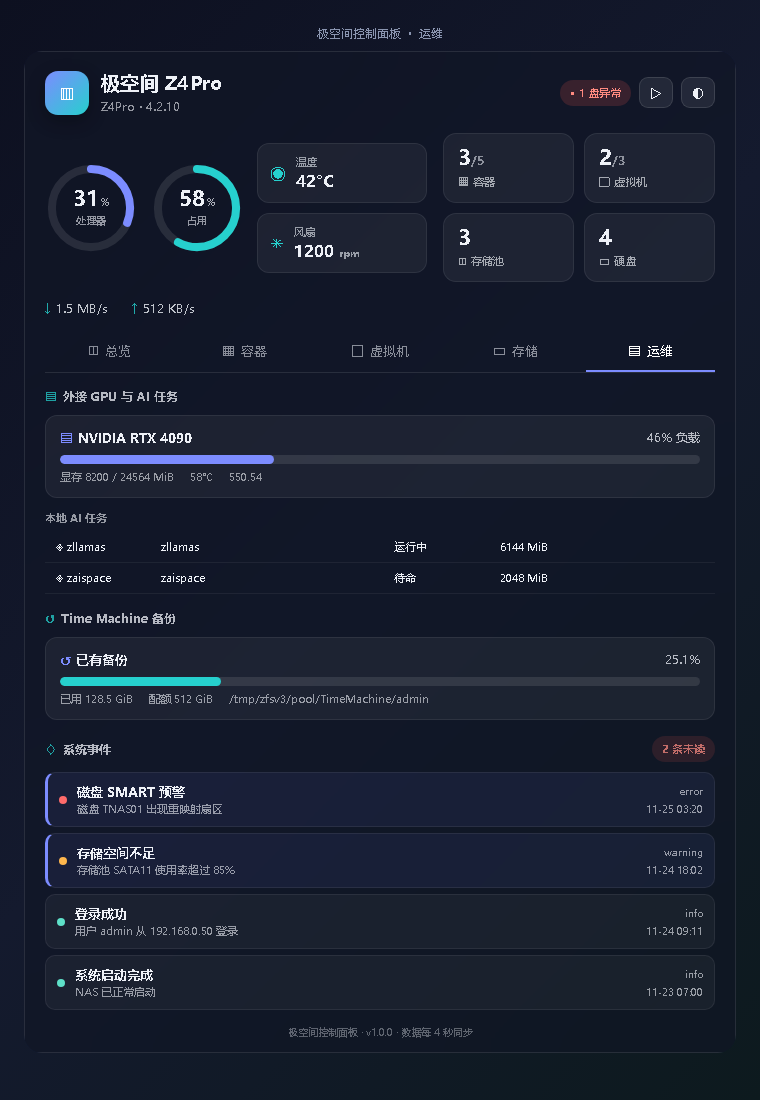 极空间控制面板 · 运维
极空间 Z4Pro
Z4Pro · 4.2.10
• 1 盘异常
31%
处理器
58%
占用
温度
42°C
风扇
1200 rpm
3/5
容器
2/3
虚拟机
3
存储池
4
硬盘
↓ 1.5 MB/s ↑ 512 KB/s
总览 容器 虚拟机 存储 运维
外接 GPU 与 AI 任务
NVIDIA RTX 4090 46% 负载
显存 8200 / 24564 MiB 58°C 550.54
本地 AI 任务
zllamas zllamas 运行中 6144 MiB
zaispace zaispace 待命 2048 MiB
Time Machine 备份
已有备份 25.1%
已用 128.5 GiB 配额 512 GiB /tmp/zfsv3/pool/TimeMachine/admin
系统事件 2 条未读
磁盘 SMART 预警 error
磁盘 TNAS01 出现重映射扇区 11-25 03:20
存储空间不足 warning
存储池 SATA11 使用率超过 85% 11-24 18:02
登录成功 info
用户 admin 从 192.168.0.50 登录 11-24 09:11
系统启动完成 info
NAS 已正常启动 11-23 07:00
极空间控制面板 · v1.0.0 · 数据每 4 秒同步